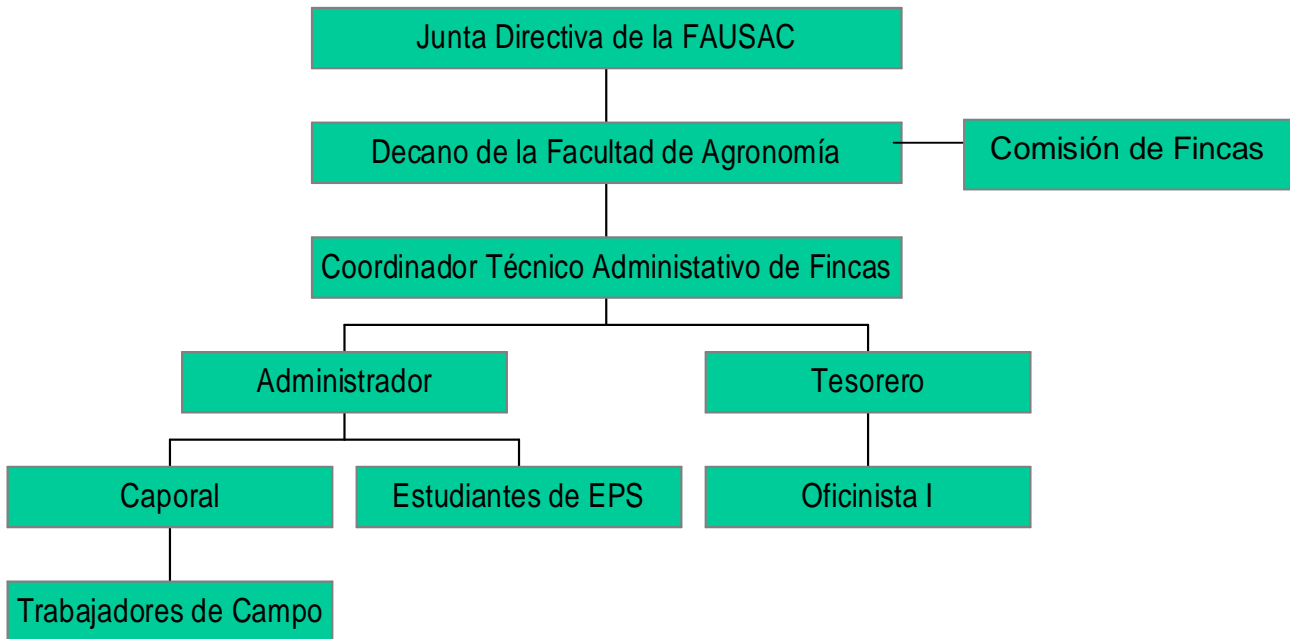 Junta Directiva de la FAUSAC
Decano de la Facultad de Agronomía
Comisión de Fincas
Coordinador Técnico Administativo de Fincas
Administrador
Tesorero
Caporal
Estudiantes de EPS
Oficinista I
Trabajadores de Campo